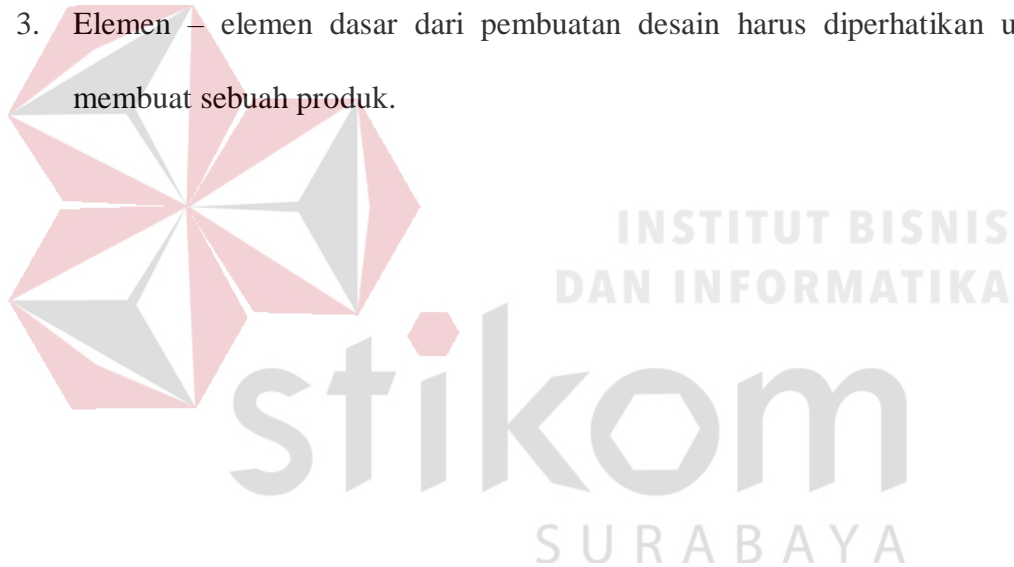 3. Elemen – elemen dasar dari pembuatan desain harus diperhatikan u
membuat sebuah produk.
INSTITUT BISNIS
DAN INFORMATIKA
stikom
SURABAYA